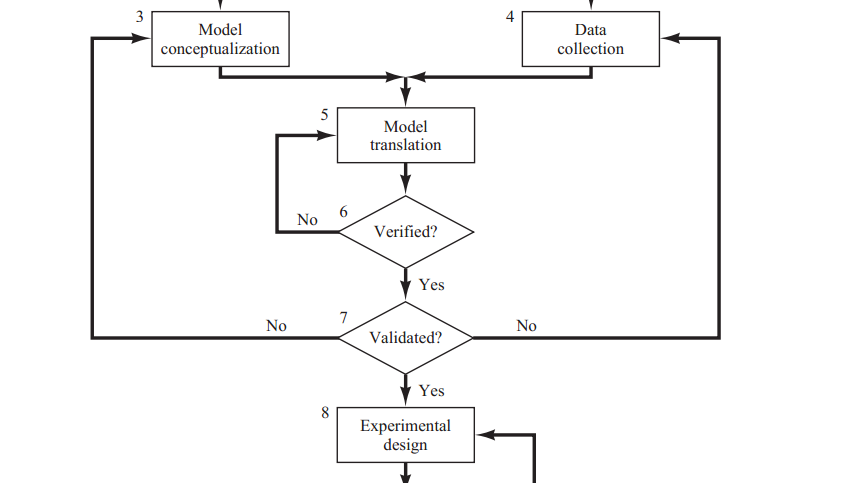 3
Model
conceptualization
4
Data
collection
5
Model
translation
No
6
Verified?
Yes
No
7
Validated?
No
Yes
8
Experimental
design